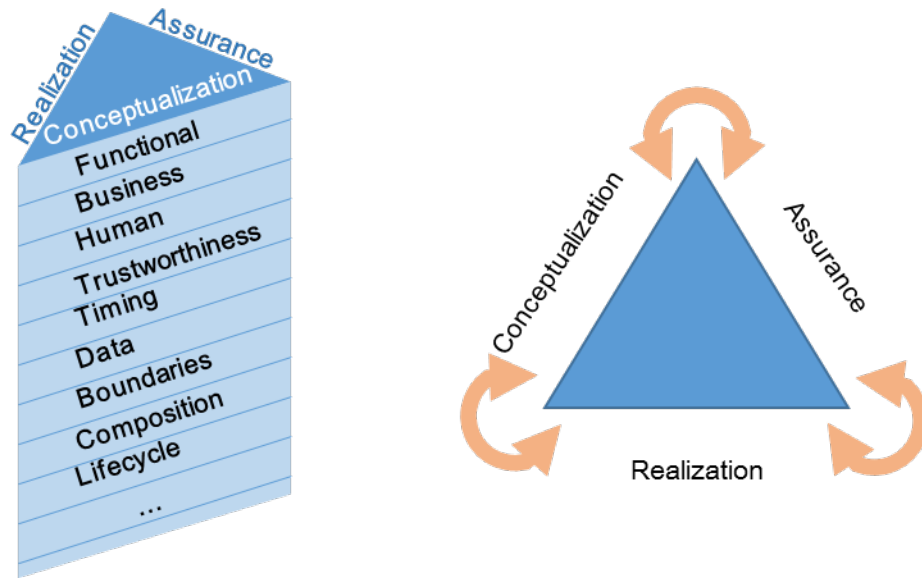 Realization
Assurance
Conceptualization
Functional
Business
Human
Trustworthiness
Timing
Data
Boundaries
Composition
Lifecycle
...
Conceptualization
Assurance
Realization